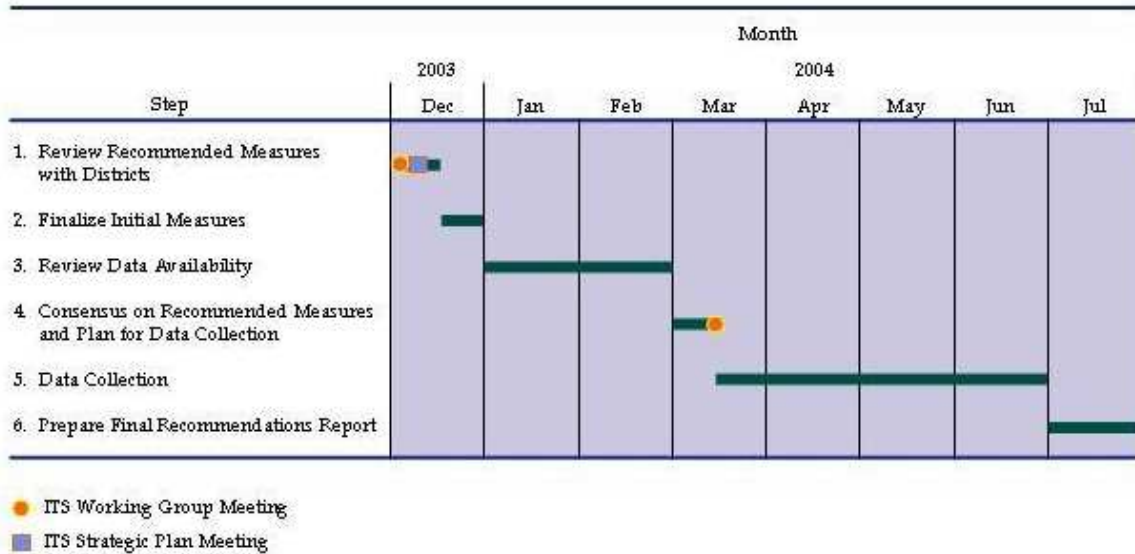 Month
2003 2004
Step Dec Jan Feb Mar Apr May Jun Jul
1. Review Recommended Measures
with Districts
2. Finalize Initial Measures
3. Review Data Availability
4. Consensus on Recommended Measures
and Plan for Data Collection
5. Data Collection
6. Prepare Final Recommendations Report
ITS Working Group Meeting
ITS Strategic Plan Meeting